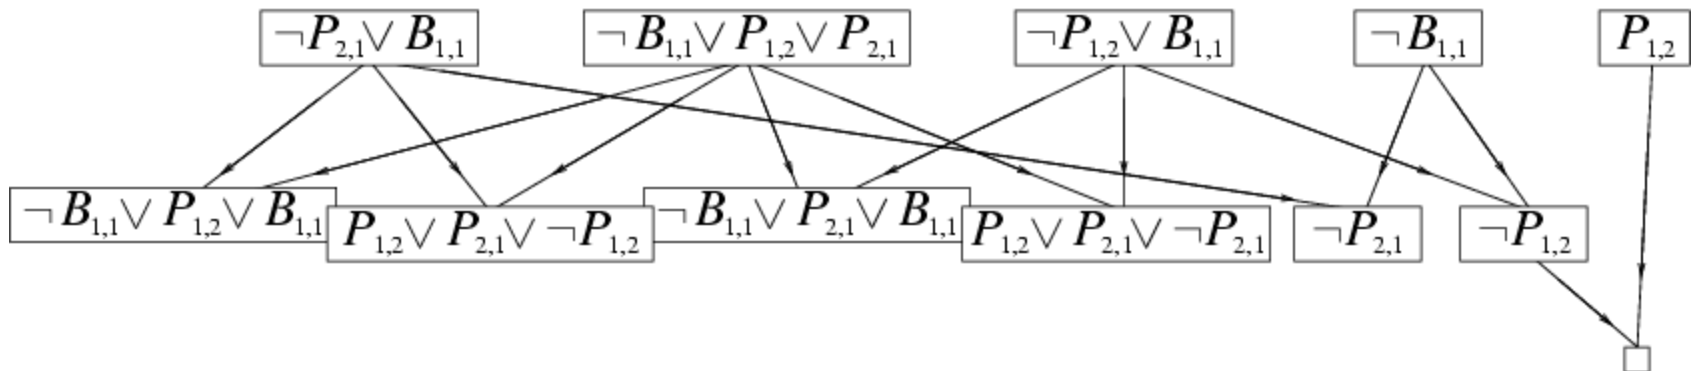 ¬P2,1 ∨ B1,1 ¬B1,1 ∨ P1,2 ∨ P2,1 ¬P1,2 ∨ B1,1 ¬B1,1 P1,2
¬B1,1 ∨ P1,2 ∨ B1,1 P1,2 ∨ P2,1 ∨ ¬P1,2 ¬B1,1 ∨ P2,1 ∨ B1,1 P1,2 ∨ P2,1 ∨ ¬P2,1 ¬P2,1 ¬P1,2